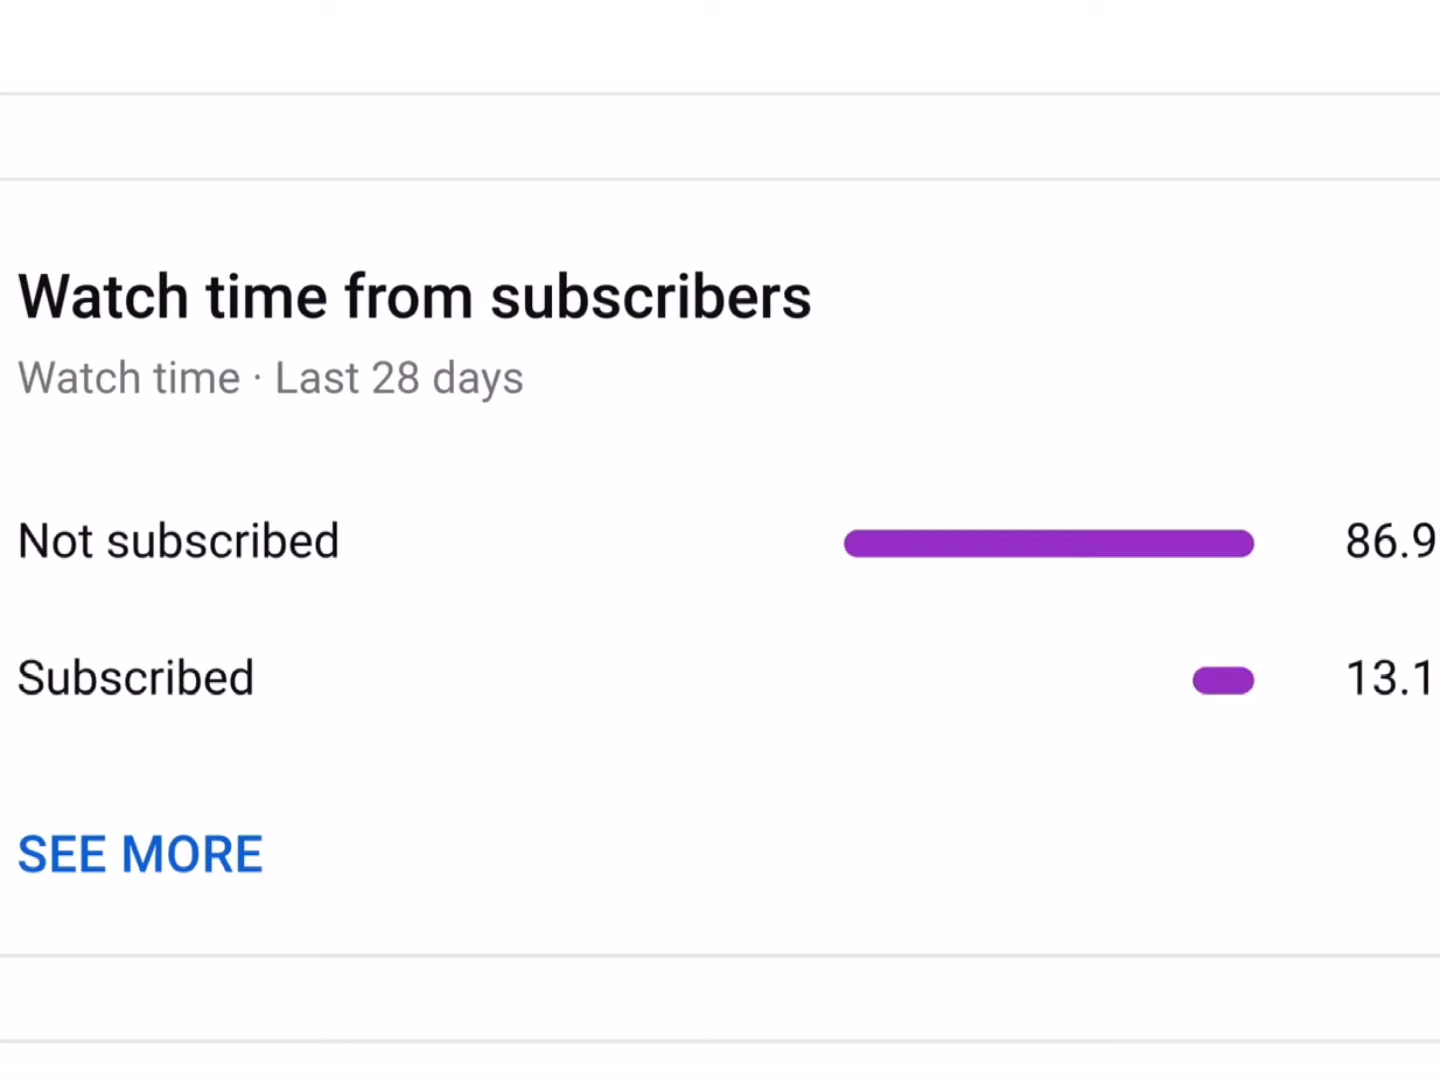 Watch time from subscribers
Watch time · Last 28 days
Not subscribed 86.9
Subscribed 13.1
SEE MORE